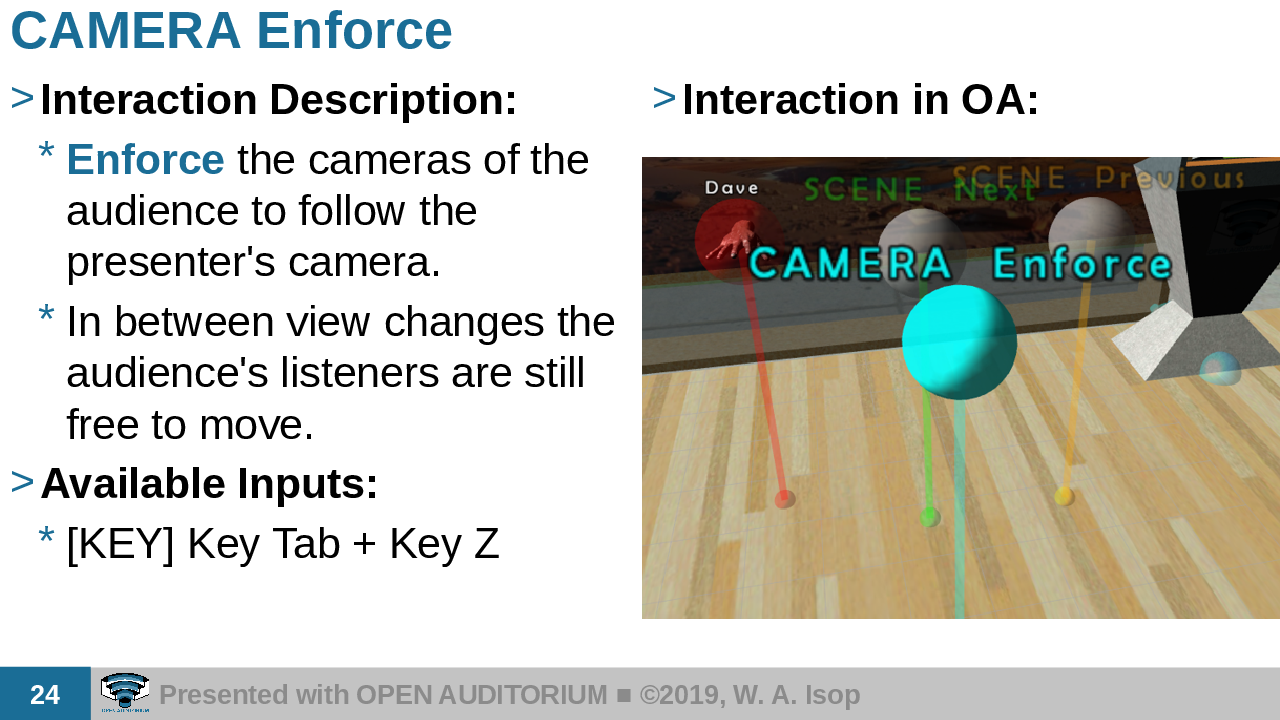 CAMERA Enforce
> Interaction Description:
* Enforce the cameras of the
audience to follow the
presenter's camera.
* In between view changes the
audience's listeners are still
free to move.
> Available Inputs:
* [KEY] Key Tab + Key Z
> Interaction in OA:
Dave
SCENE Next
SCENE Previous
CAMERA Enforce
24
OPEN AUDITORIUM
Presented with OPEN AUDITORIUM ■ ©2019, W. A. Isop